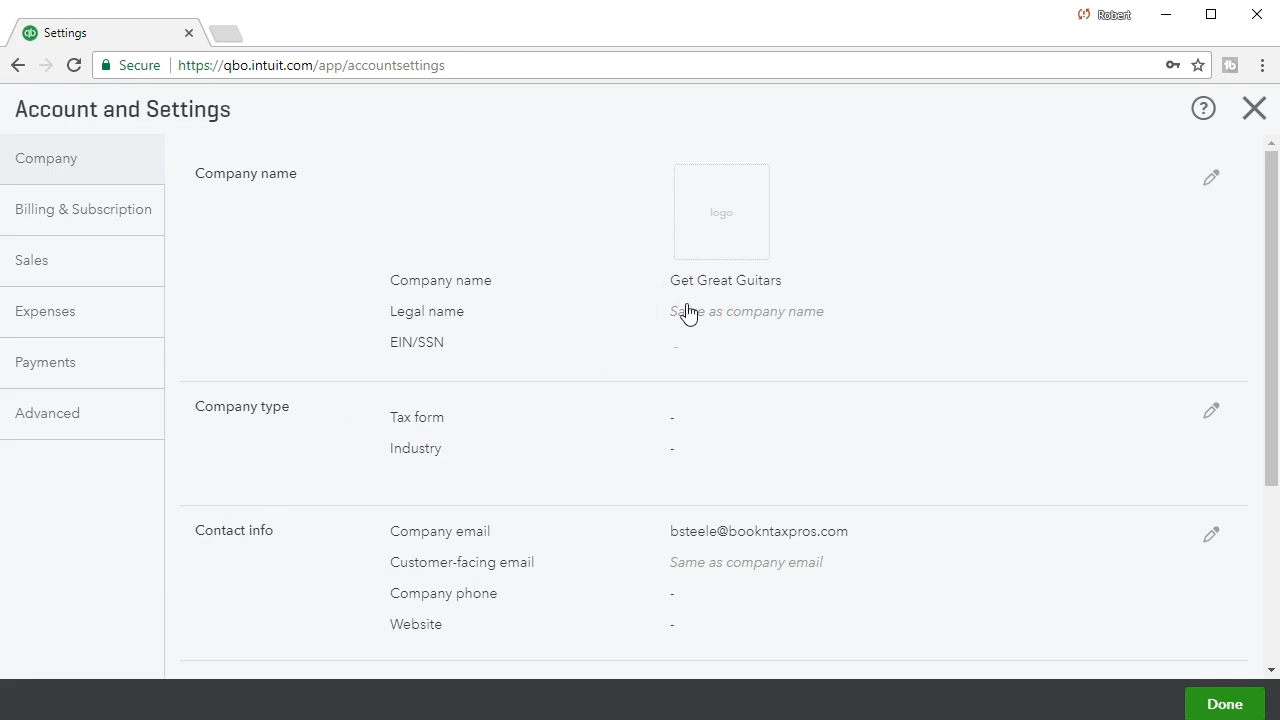 Robert
qb Settings
Secure https://qbo.intuit.com/app/accountsettings
Account and Settings
Company
Billing & Subscription
Sales
Expenses
Payments
Advanced
Company name
logo
Company name Get Great Guitars
Legal name Same as company name
EIN/SSN -
Company type
Tax form -
Industry -
Contact info
Company email bsteele@bookntaxpros.com
Customer-facing email Same as company email
Company phone -
Website -
Done